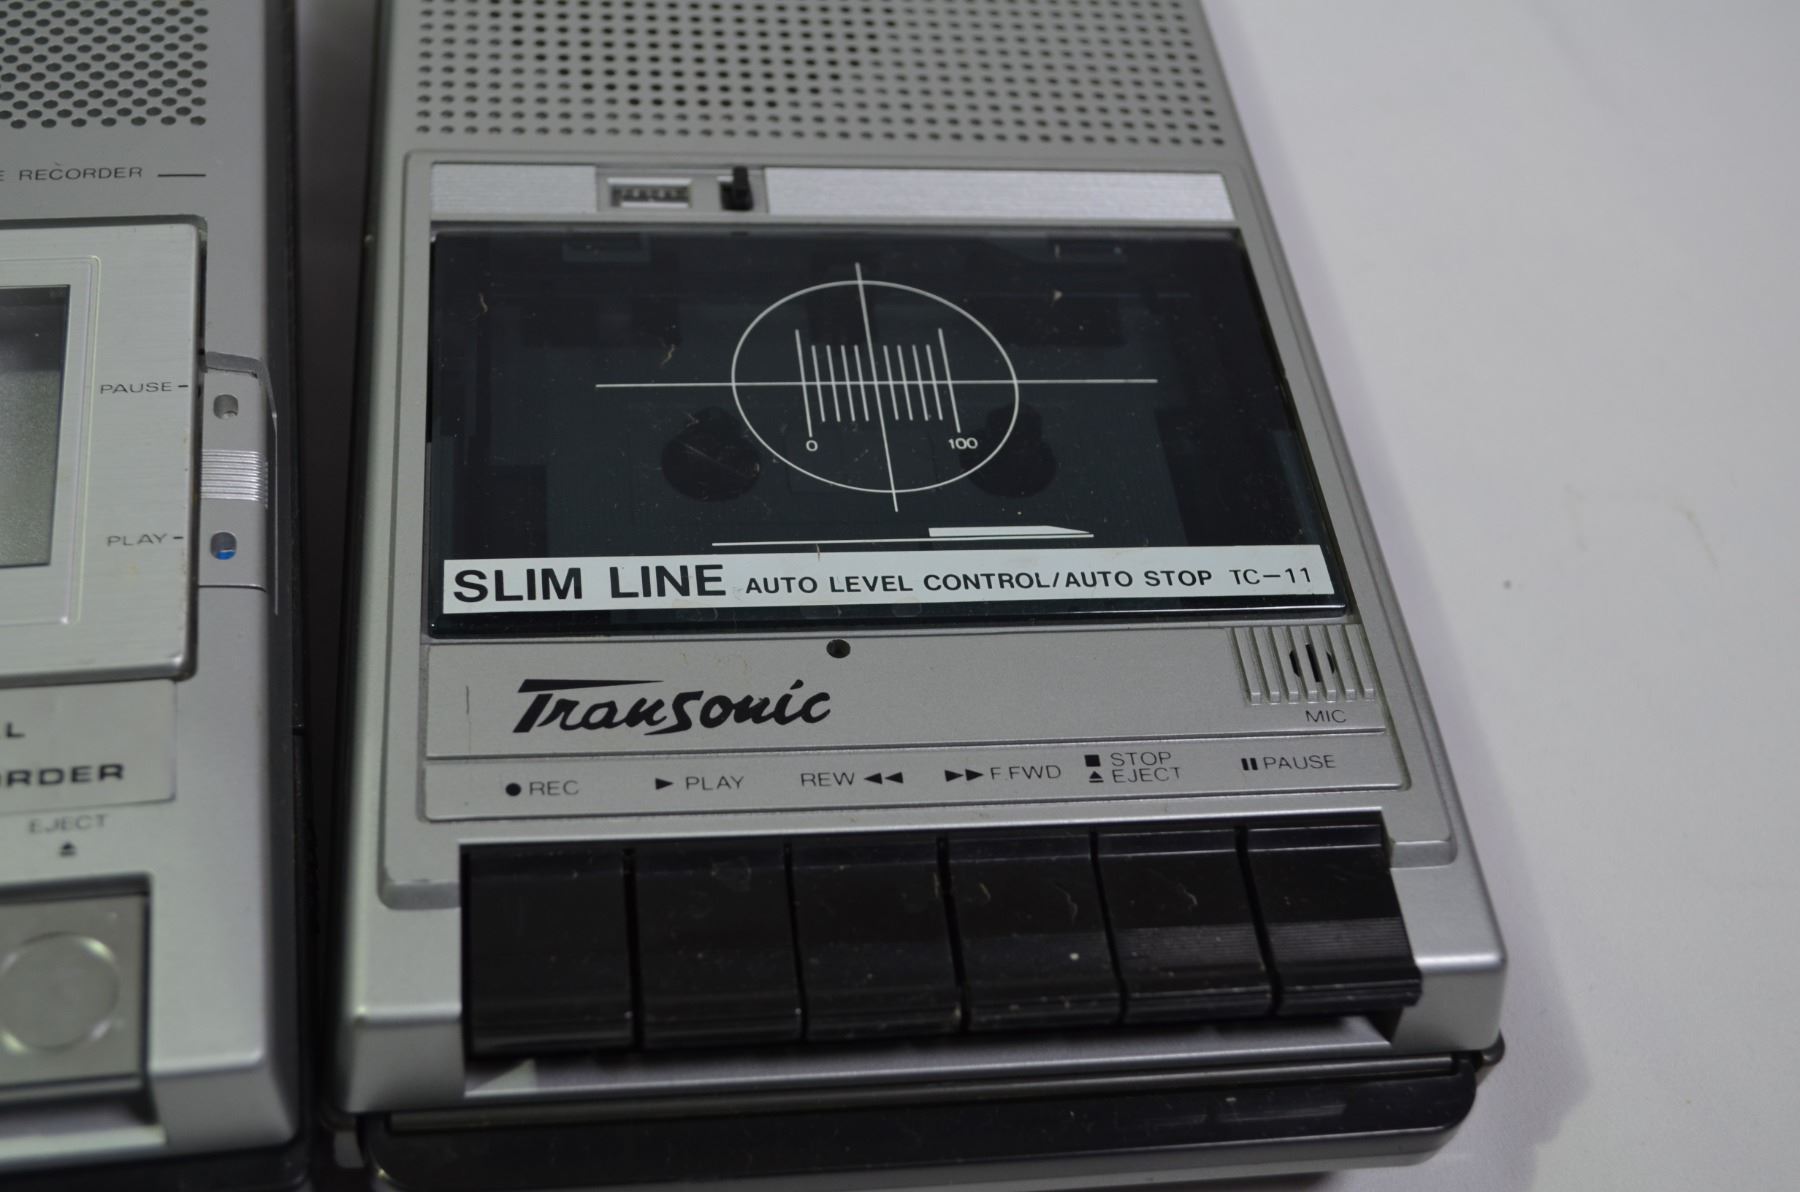 E RECORDER
PAUSE
PLAY
L
ORDER
EJECT
0 100
SLIM LINE AUTO LEVEL CONTROL/AUTO STOP TC-11
Transonic
MIC
REC PLAY REW F.FWD STOP EJECT PAUSE